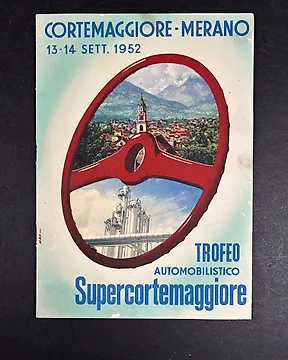 CORTEMAGGIORE-MERANO
13-14 SETT. 1952
TROFEO
AUTOMOBILISTICO
Supercortemaggiore